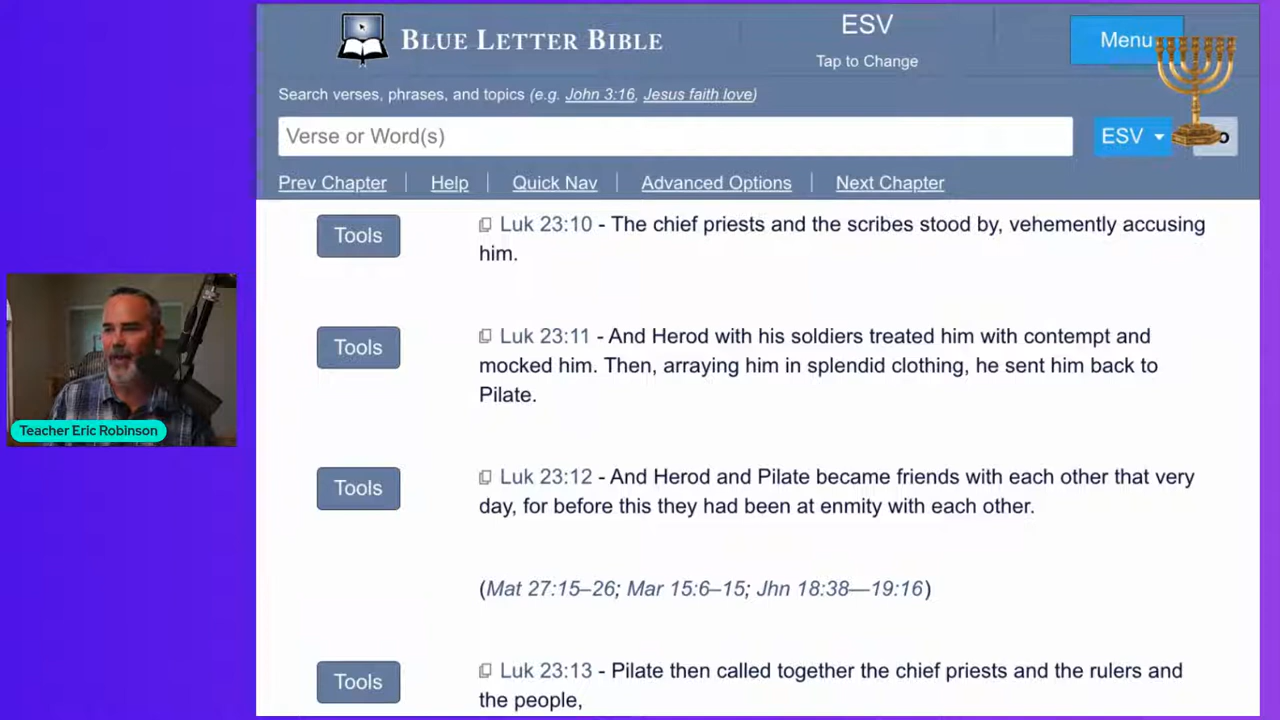 BLUE LETTER BIBLE
ESV
Tap to Change
Menu
Search verses, phrases, and topics (e.g. John 3:16, Jesus faith love)
Verse or Word(s)
ESV
Prev Chapter
Help
Quick Nav
Advanced Options
Next Chapter
Tools
Luk 23:10 - The chief priests and the scribes stood by, vehemently accusing
him.
Tools
Luk 23:11 - And Herod with his soldiers treated him with contempt and
mocked him. Then, arraying him in splendid clothing, he sent him back to
Pilate.
Teacher Eric Robinson
Tools
Luk 23:12 - And Herod and Pilate became friends with each other that very
day, for before this they had been at enmity with each other.
(Mat 27:15–26; Mar 15:6–15; Jhn 18:38—19:16)
Tools
Luk 23:13 - Pilate then called together the chief priests and the rulers and
the people,